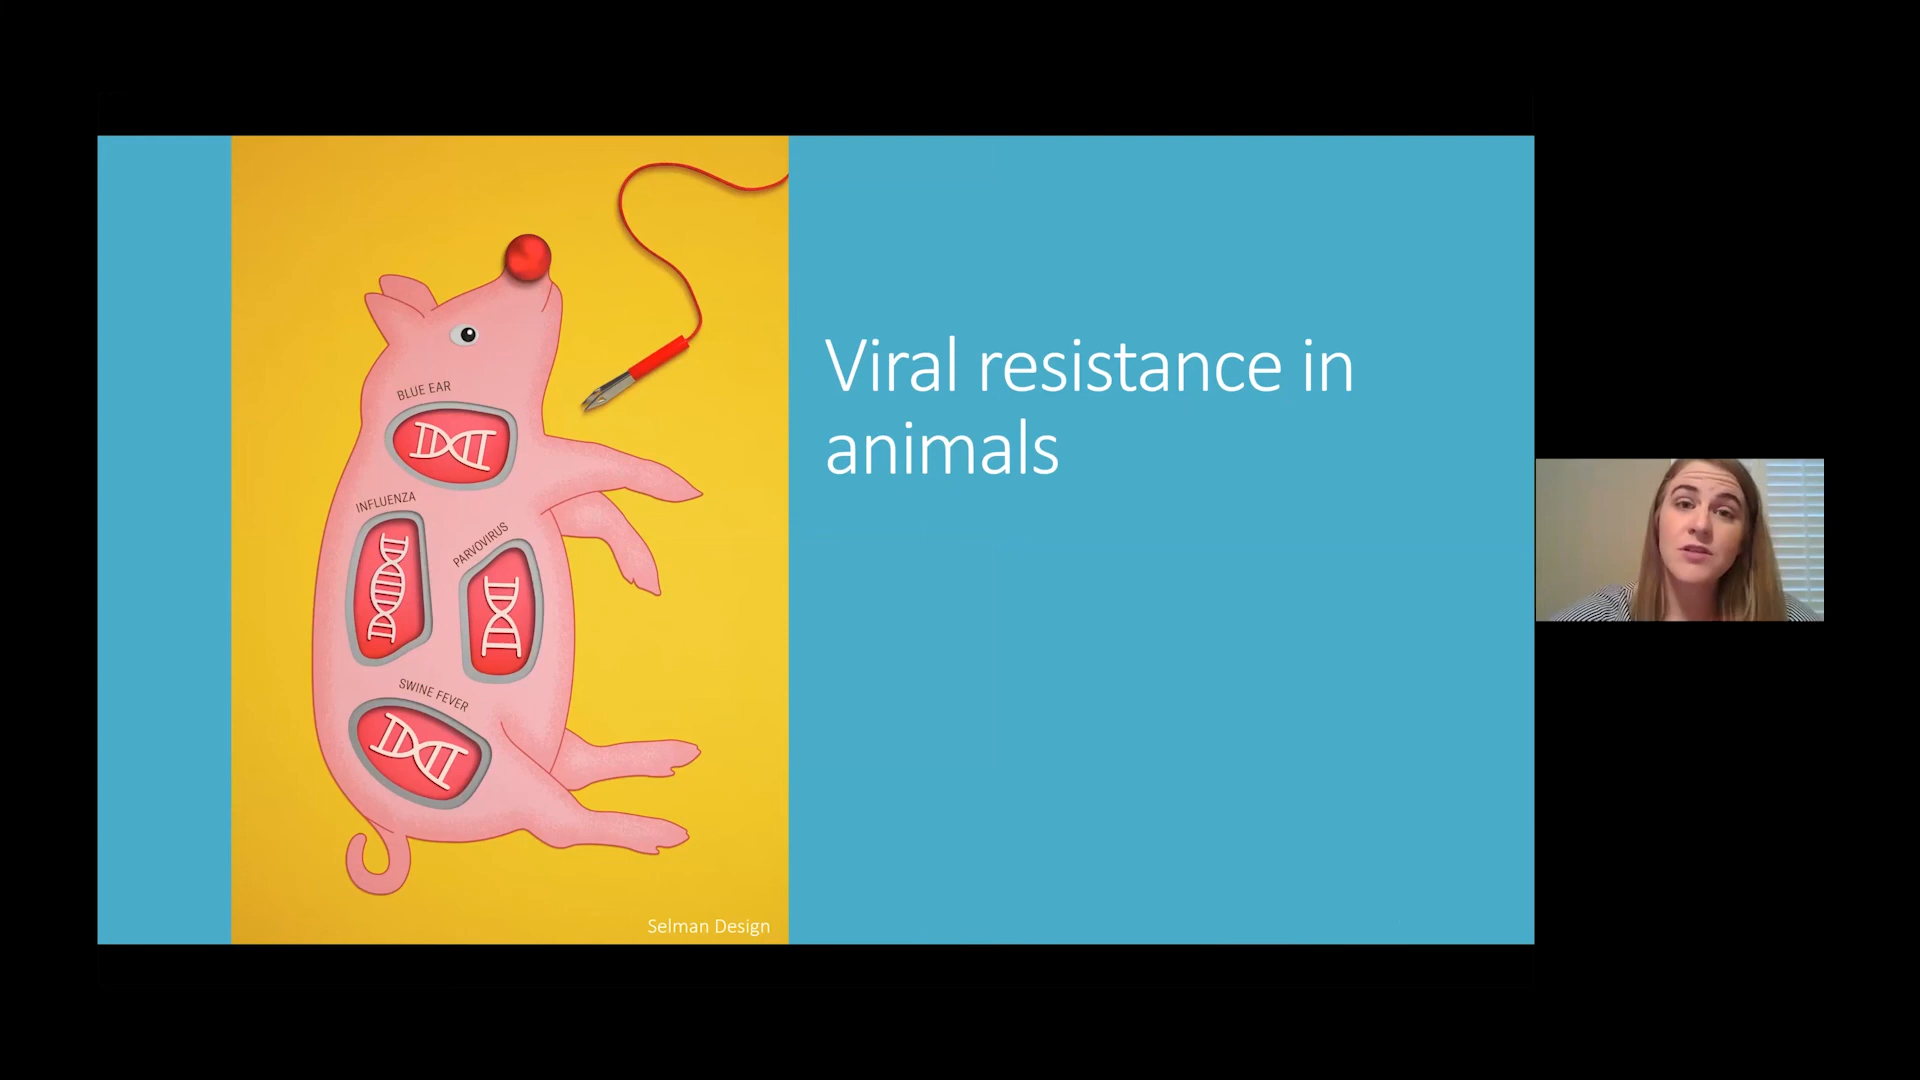 BLUE EAR
INFLUENZA
PARVOVIRUS
SWINE FEVER
Selman Design
Viral resistance in
animals